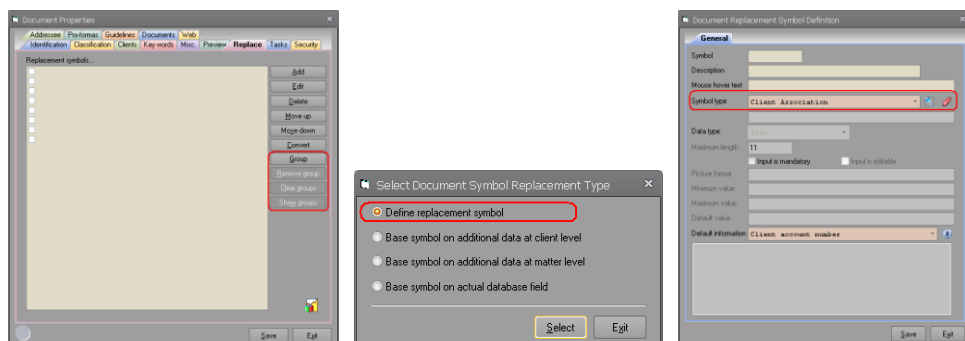 Document Properties
Addressee Pro-formas Guidelines Documents Web
Identification Classification Clients Key words Misc. Preview Replace Tasks Security
Replacement symbols...
Add
Edit
Delete
Move up
Move down
Convert
Group
Remove group
Clear groups
Show groups
Save Exit
Select Document Symbol Replacement Type
Define replacement symbol
Base symbol on additional data at client level
Base symbol on additional data at matter level
Base symbol on actual database field
Select Exit
Document Replacement Symbol Definition
General
Symbol
Description
Mouse hover text
Symbol type Client Association
Data type Text
Maximum length 11
Input is mandatory Input is editable
Picture format
Minimum value
Maximum value
Default value
Default information Client account number
Save Exit